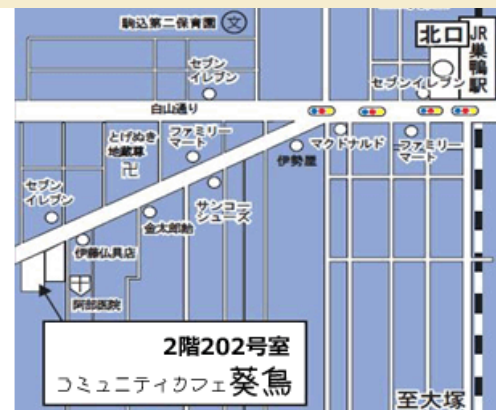 駒込第二保育園
文
北口
JR
巣鴨駅
セブン
イレブン
セブンイレブン
白山通り
とげぬき
地蔵尊
卍
ファミリー
マート
伊勢屋
マクドナルド
ファミリー
マート
セブン
イレブン
サンコー
シューズ
金太郎飴
伊藤仏具店
阿部医院
2階202号室
コミュニティカフェ葵鳥
至大塚